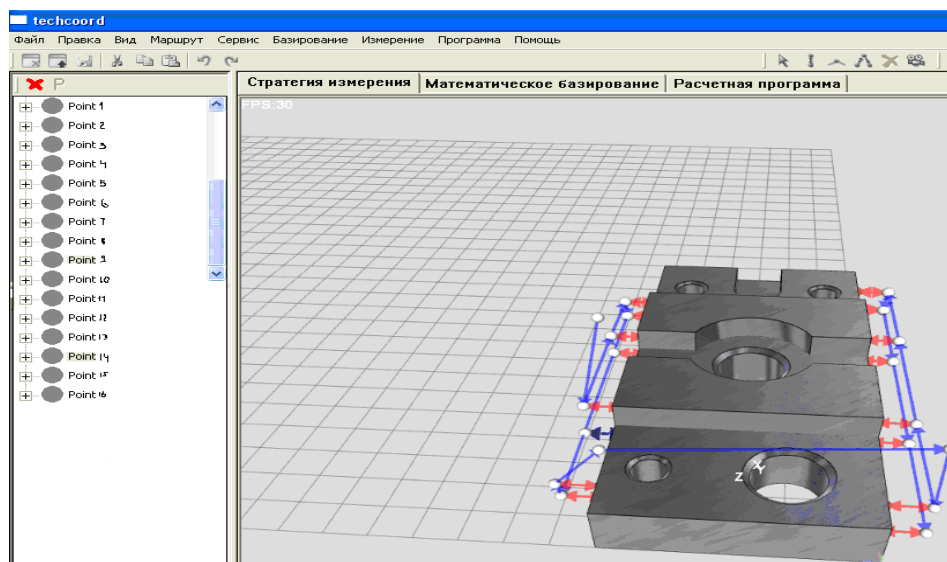 techcoord
Файл Правка Вид Маршрут Сервис Базирование Измерение Программа Помощь
P
Стратегия измерения Математическое базирование Расчетная программа
FPS:30
Point 1
Point 2
Point 3
Point 4
Point 5
Point 6
Point 7
Point 8
Point 9
Point 10
Point 11
Point 12
Point 13
Point 14
Point 15
Point 16
X
Y
Z